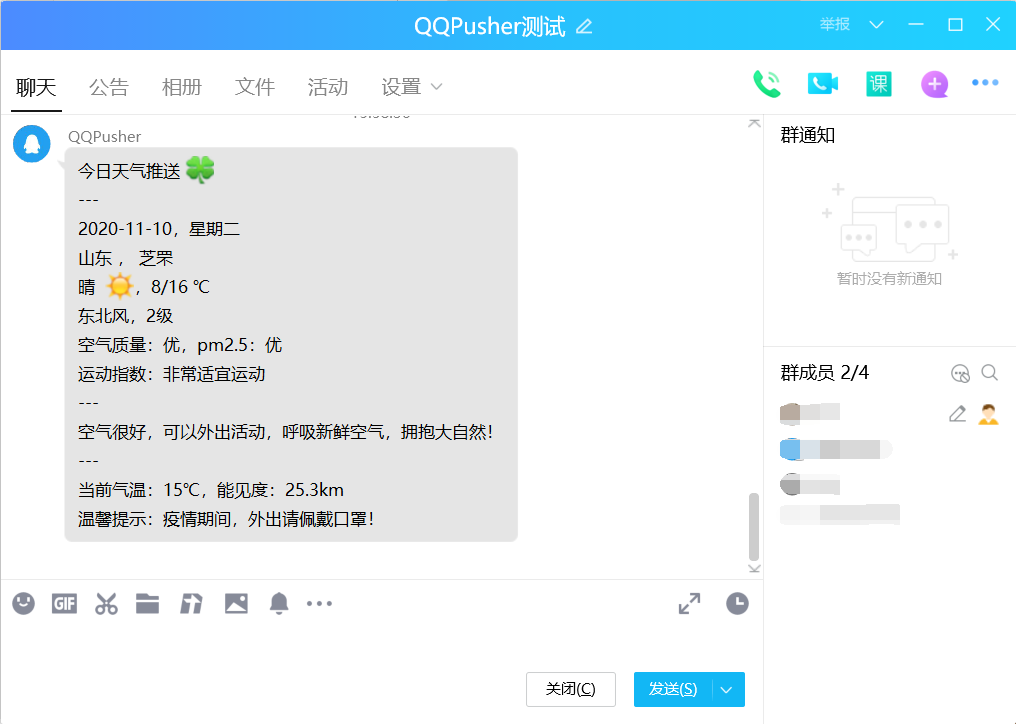 QQPusher测试
举报
聊天 公告 相册 文件 活动 设置
课
QQPusher
今日天气推送
---
2020-11-10，星期二
山东 ， 芝罘
晴 ，8/16 ℃
东北风，2级
空气质量：优，pm2.5：优
运动指数：非常适宜运动
---
空气很好，可以外出活动，呼吸新鲜空气，拥抱大自然！
---
当前气温：15℃，能见度：25.3km
温馨提示：疫情期间，外出请佩戴口罩！
GIF
关闭(C) 发送(S)
群通知
暂时没有新通知
群成员 2/4